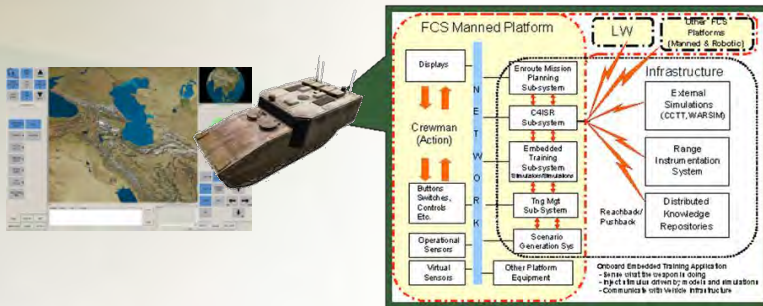 FCS Manned Platform
Displays
Crewman
(Action)
Buttons
Switches,
Controls
Etc.
Operational
Sensors
Virtual
Sensors
NETWORK
Enroute Mission
Planning
Sub-system
C4ISR
Sub-system
Embedded
Training
Sub-system
Tng Mgt
Sub-System
Scenario
Generation Sys
Other Platform
Equipment
LW
Other FCS
Platforms
(Manned & Robotic)
Infrastructure
External
Simulations
(CCTT,WARSIM)
Range
Instrumentation
System
Distributed
Knowledge
Repositories
Reachback/
Pushback
Onboard Embedded Training Application
- Sense what the weapon is doing
- Inject stimulus driven by models and simulations
- Communicate with Vehicle Infrastructure